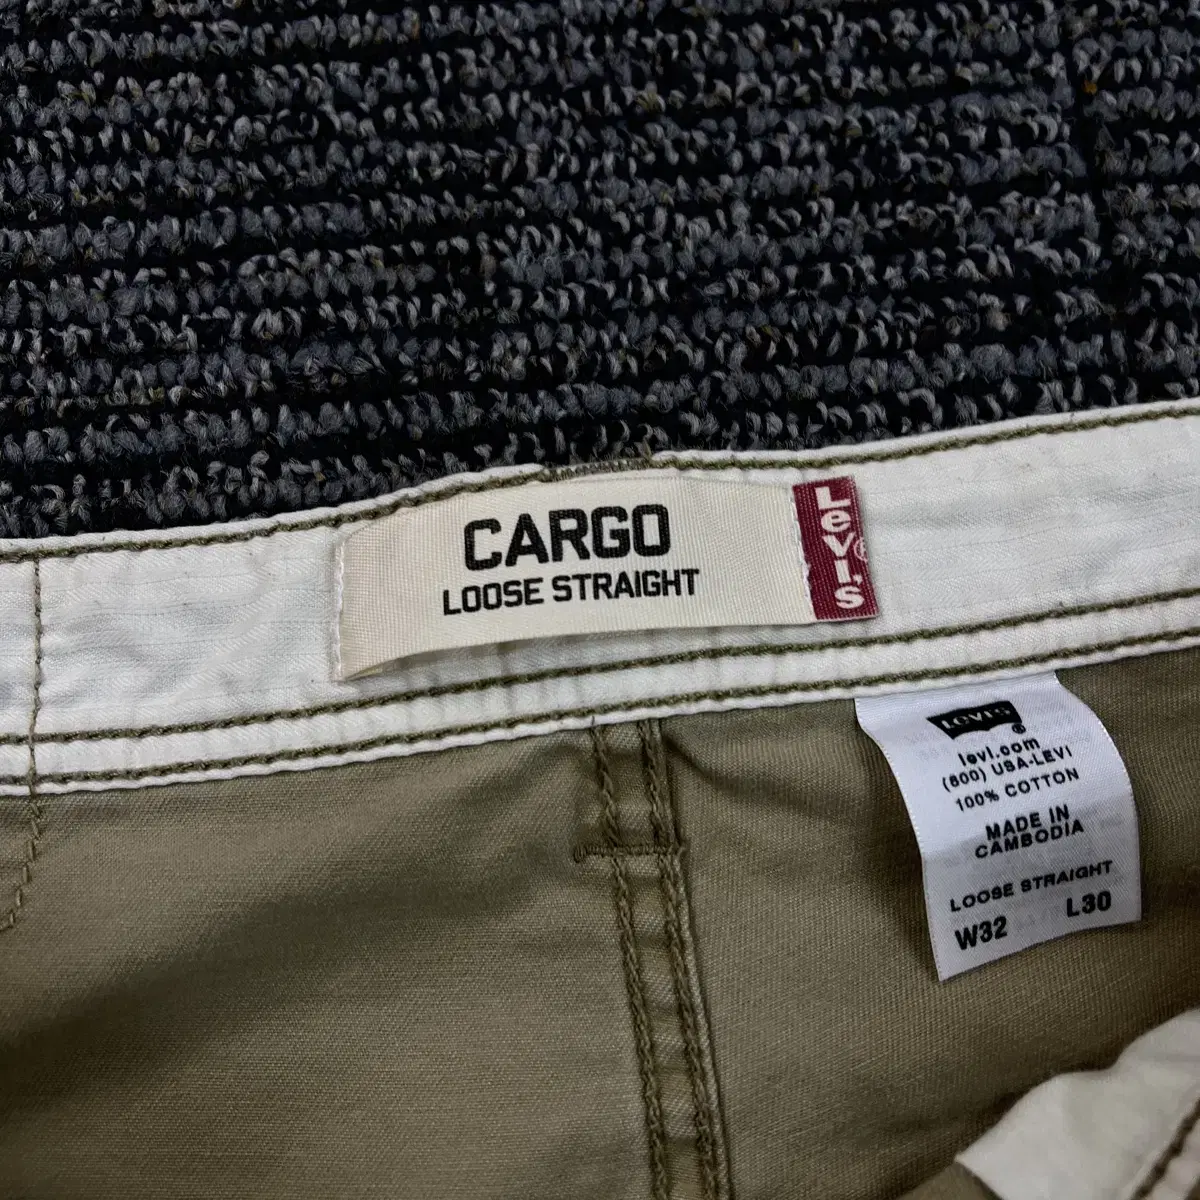 CARGO
LOOSE STRAIGHT
LeVI'S®
LEVI'S®
levi.com
(800) USA-LEVI
100% COTTON
MADE IN
CAMBODIA
LOOSE STRAIGHT
W32 L30